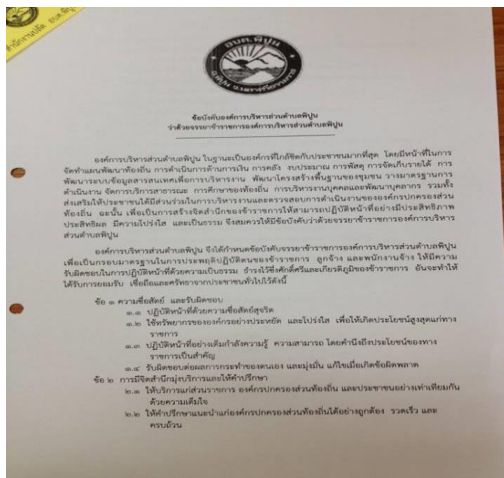 อบต.พิปูน
ข้อบังคับองค์การบริหารส่วนตำบลพิปูน
ว่าด้วยจรรยาข้าราชการองค์การบริหารส่วนตำบลพิปูน
องค์การบริหารส่วนตำบลพิปูน ในฐานะเป็นองค์กรที่ใกล้ชิดกับประชาชนมากที่สุด โดยมีหน้าที่ในการ
จัดทำแผนพัฒนาท้องถิ่น การดำเนินการด้านการเงิน การคลัง งบประมาณ การพัสดุ การจัดเก็บรายได้ การ
พัฒนาระบบข้อมูลสารสนเทศเพื่อการบริหารงาน พัฒนาโครงสร้างพื้นฐานของชุมชน วางมาตรฐานการ
ดำเนินงาน จัดการบริการสาธารณะ การศึกษาของท้องถิ่น การบริหารงานบุคคลและพัฒนาบุคลากร รวมทั้ง
ส่งเสริมให้ประชาชนได้มีส่วนร่วมในการบริหารงานและตรวจสอบการดำเนินงานขององค์กรปกครองส่วน
ท้องถิ่น ฉะนั้น เพื่อเป็นการสร้างจิตสำนึกของข้าราชการให้สามารถปฏิบัติหน้าที่อย่างมีประสิทธิภาพ
ประสิทธิผล มีความโปร่งใส และเป็นธรรม จึงสมควรให้มีข้อบังคับว่าด้วยจรรยาข้าราชการองค์การบริหาร
ส่วนตำบลพิปูน
องค์การบริหารส่วนตำบลพิปูน จึงได้กำหนดข้อบังคับจรรยาข้าราชการองค์การบริหารส่วนตำบลพิปูน
เพื่อเป็นกรอบมาตรฐานในการประพฤติปฏิบัติตนของข้าราชการ ลูกจ้าง และพนักงานจ้าง ให้มีความ
รับผิดชอบในการปฏิบัติหน้าที่ด้วยความเป็นธรรม ธำรงไว้ซึ่งศักดิ์ศรีและเกียรติภูมิของข้าราชการ อันจะทำให้
ได้รับการยอมรับ เชื่อถือและศรัทธาจากประชาชนทั่วไปไว้ดังนี้
ข้อ ๑ ความซื่อสัตย์ และรับผิดชอบ
๑.๑ ปฏิบัติหน้าที่ด้วยความซื่อสัตย์สุจริต
๑.๒ ใช้ทรัพยากรขององค์กรอย่างประหยัด และโปร่งใส เพื่อให้เกิดประโยชน์สูงสุดแก่ทาง
ราชการ
๑.๓ ปฏิบัติหน้าที่อย่างเต็มกำลังความรู้ ความสามารถ โดยคำนึงถึงประโยชน์ของทาง
ราชการเป็นสำคัญ
๑.๔ รับผิดชอบต่อผลการกระทำของตนเอง และมุ่งมั่น แก้ไขเมื่อเกิดข้อผิดพลาด
ข้อ ๒ การมีจิตสำนึกมุ่งบริการและให้คำปรึกษา
๒.๑ ให้บริการแก่ส่วนราชการ องค์กรปกครองส่วนท้องถิ่น และประชาชนอย่างเท่าเทียมกัน
ด้วยความเต็มใจ
๒.๒ ให้คำปรึกษาแนะนำแก่องค์กรปกครองส่วนท้องถิ่นได้อย่างถูกต้อง รวดเร็ว และ
ครบถ้วน